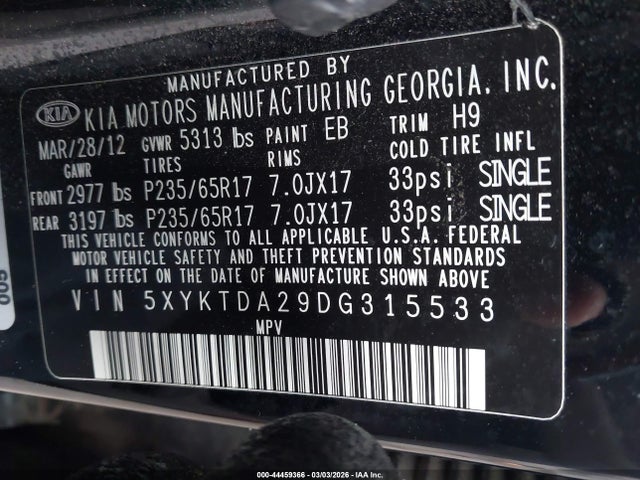 MANUFACTURED BY
KIA KIA MOTORS MANUFACTURING GEORGIA. INC.
MAR/28/12 GVWR 5313 lbs PAINT EB TRIM H9
GAWR TIRES RIMS COLD TIRE INFL
FRONT 2977 lbs P235/65R17 7.0JX17 33psi SINGLE
REAR 3197 lbs P235/65R17 7.0JX17 33psi SINGLE
THIS VEHICLE CONFORMS TO ALL APPLICABLE U.S.A. FEDERAL
MOTOR VEHICLE SAFETY AND THEFT PREVENTION STANDARDS
IN EFFECT ON THE DATE OF MANUFACTURE SHOWN ABOVE
VIN 5XYKTDA29DG315533
MPV
005
000-44459366 - 03/03/2026 - IAA Inc.